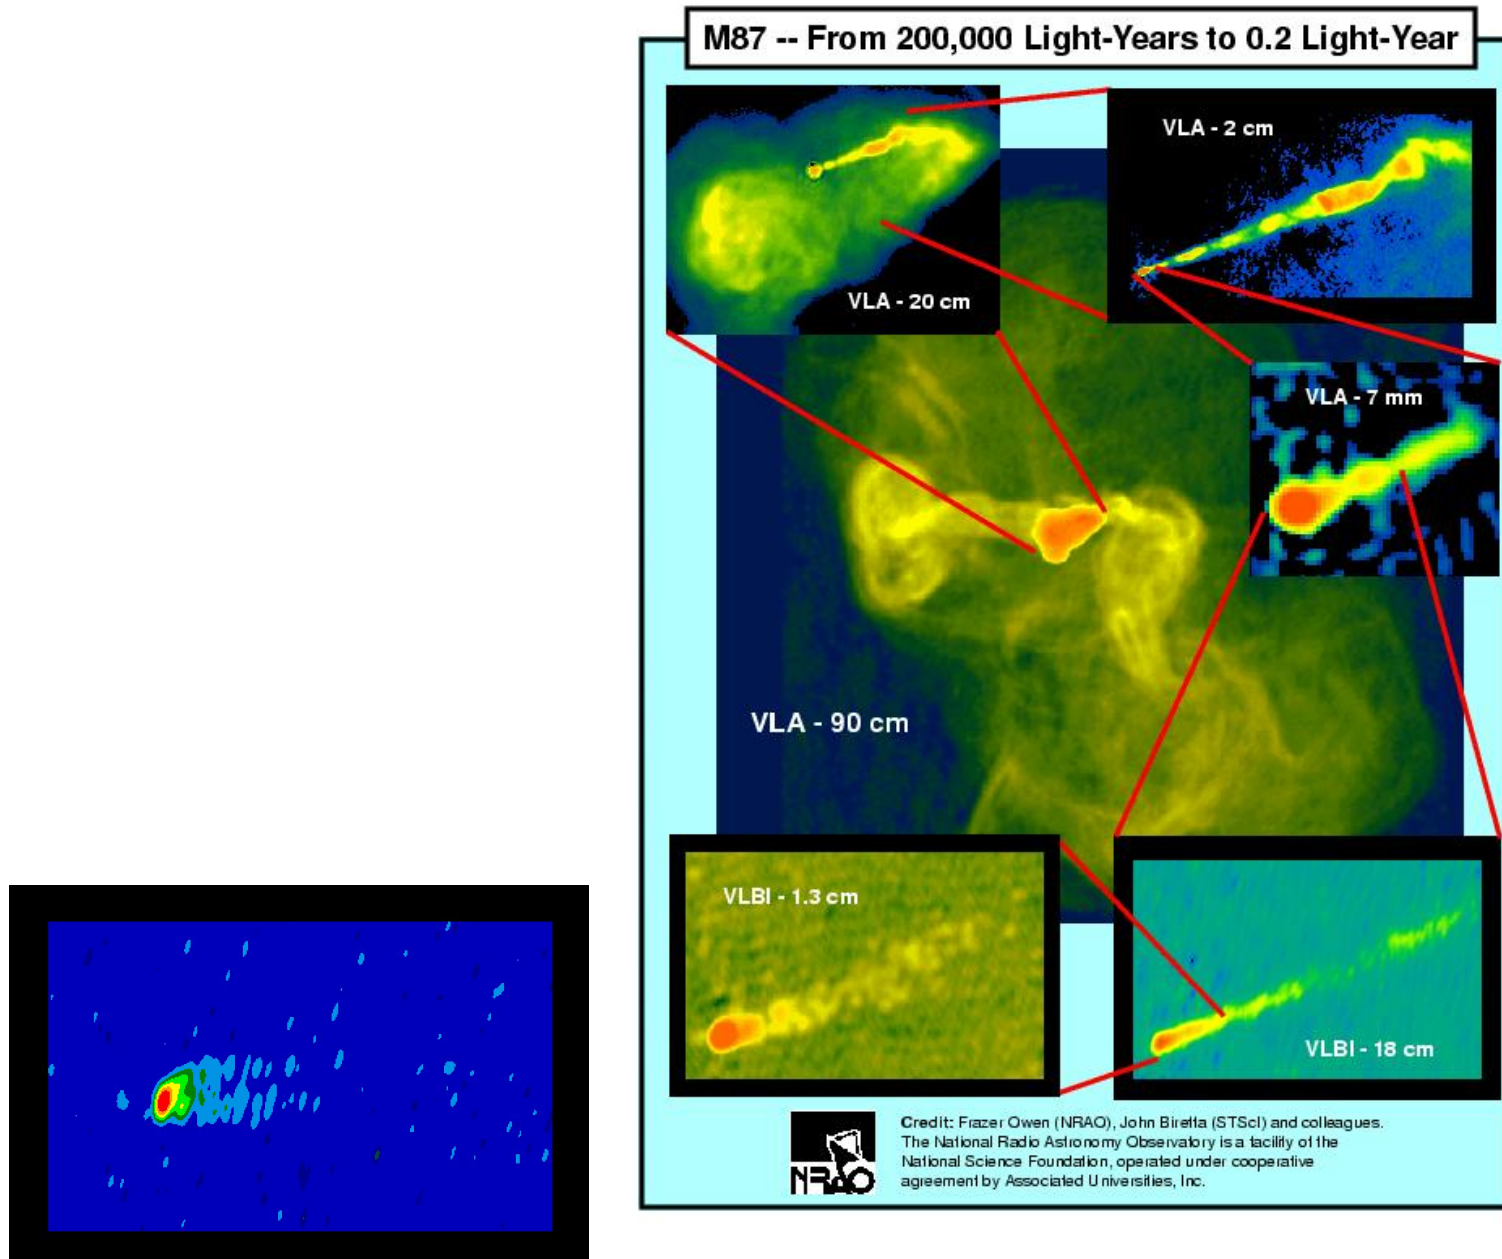 M87 -- From 200,000 Light-Years to 0.2 Light-Year
VLA - 20 cm
VLA - 2 cm
VLA - 7 mm
VLA - 90 cm
VLBI - 1.3 cm
VLBI - 18 cm
NRAO
Credit: Frazer Owen (NRAO), John Biretta (STScI) and colleagues.
The National Radio Astronomy Observatory is a facility of the
National Science Foundation, operated under cooperative
agreement by Associated Universities, Inc.